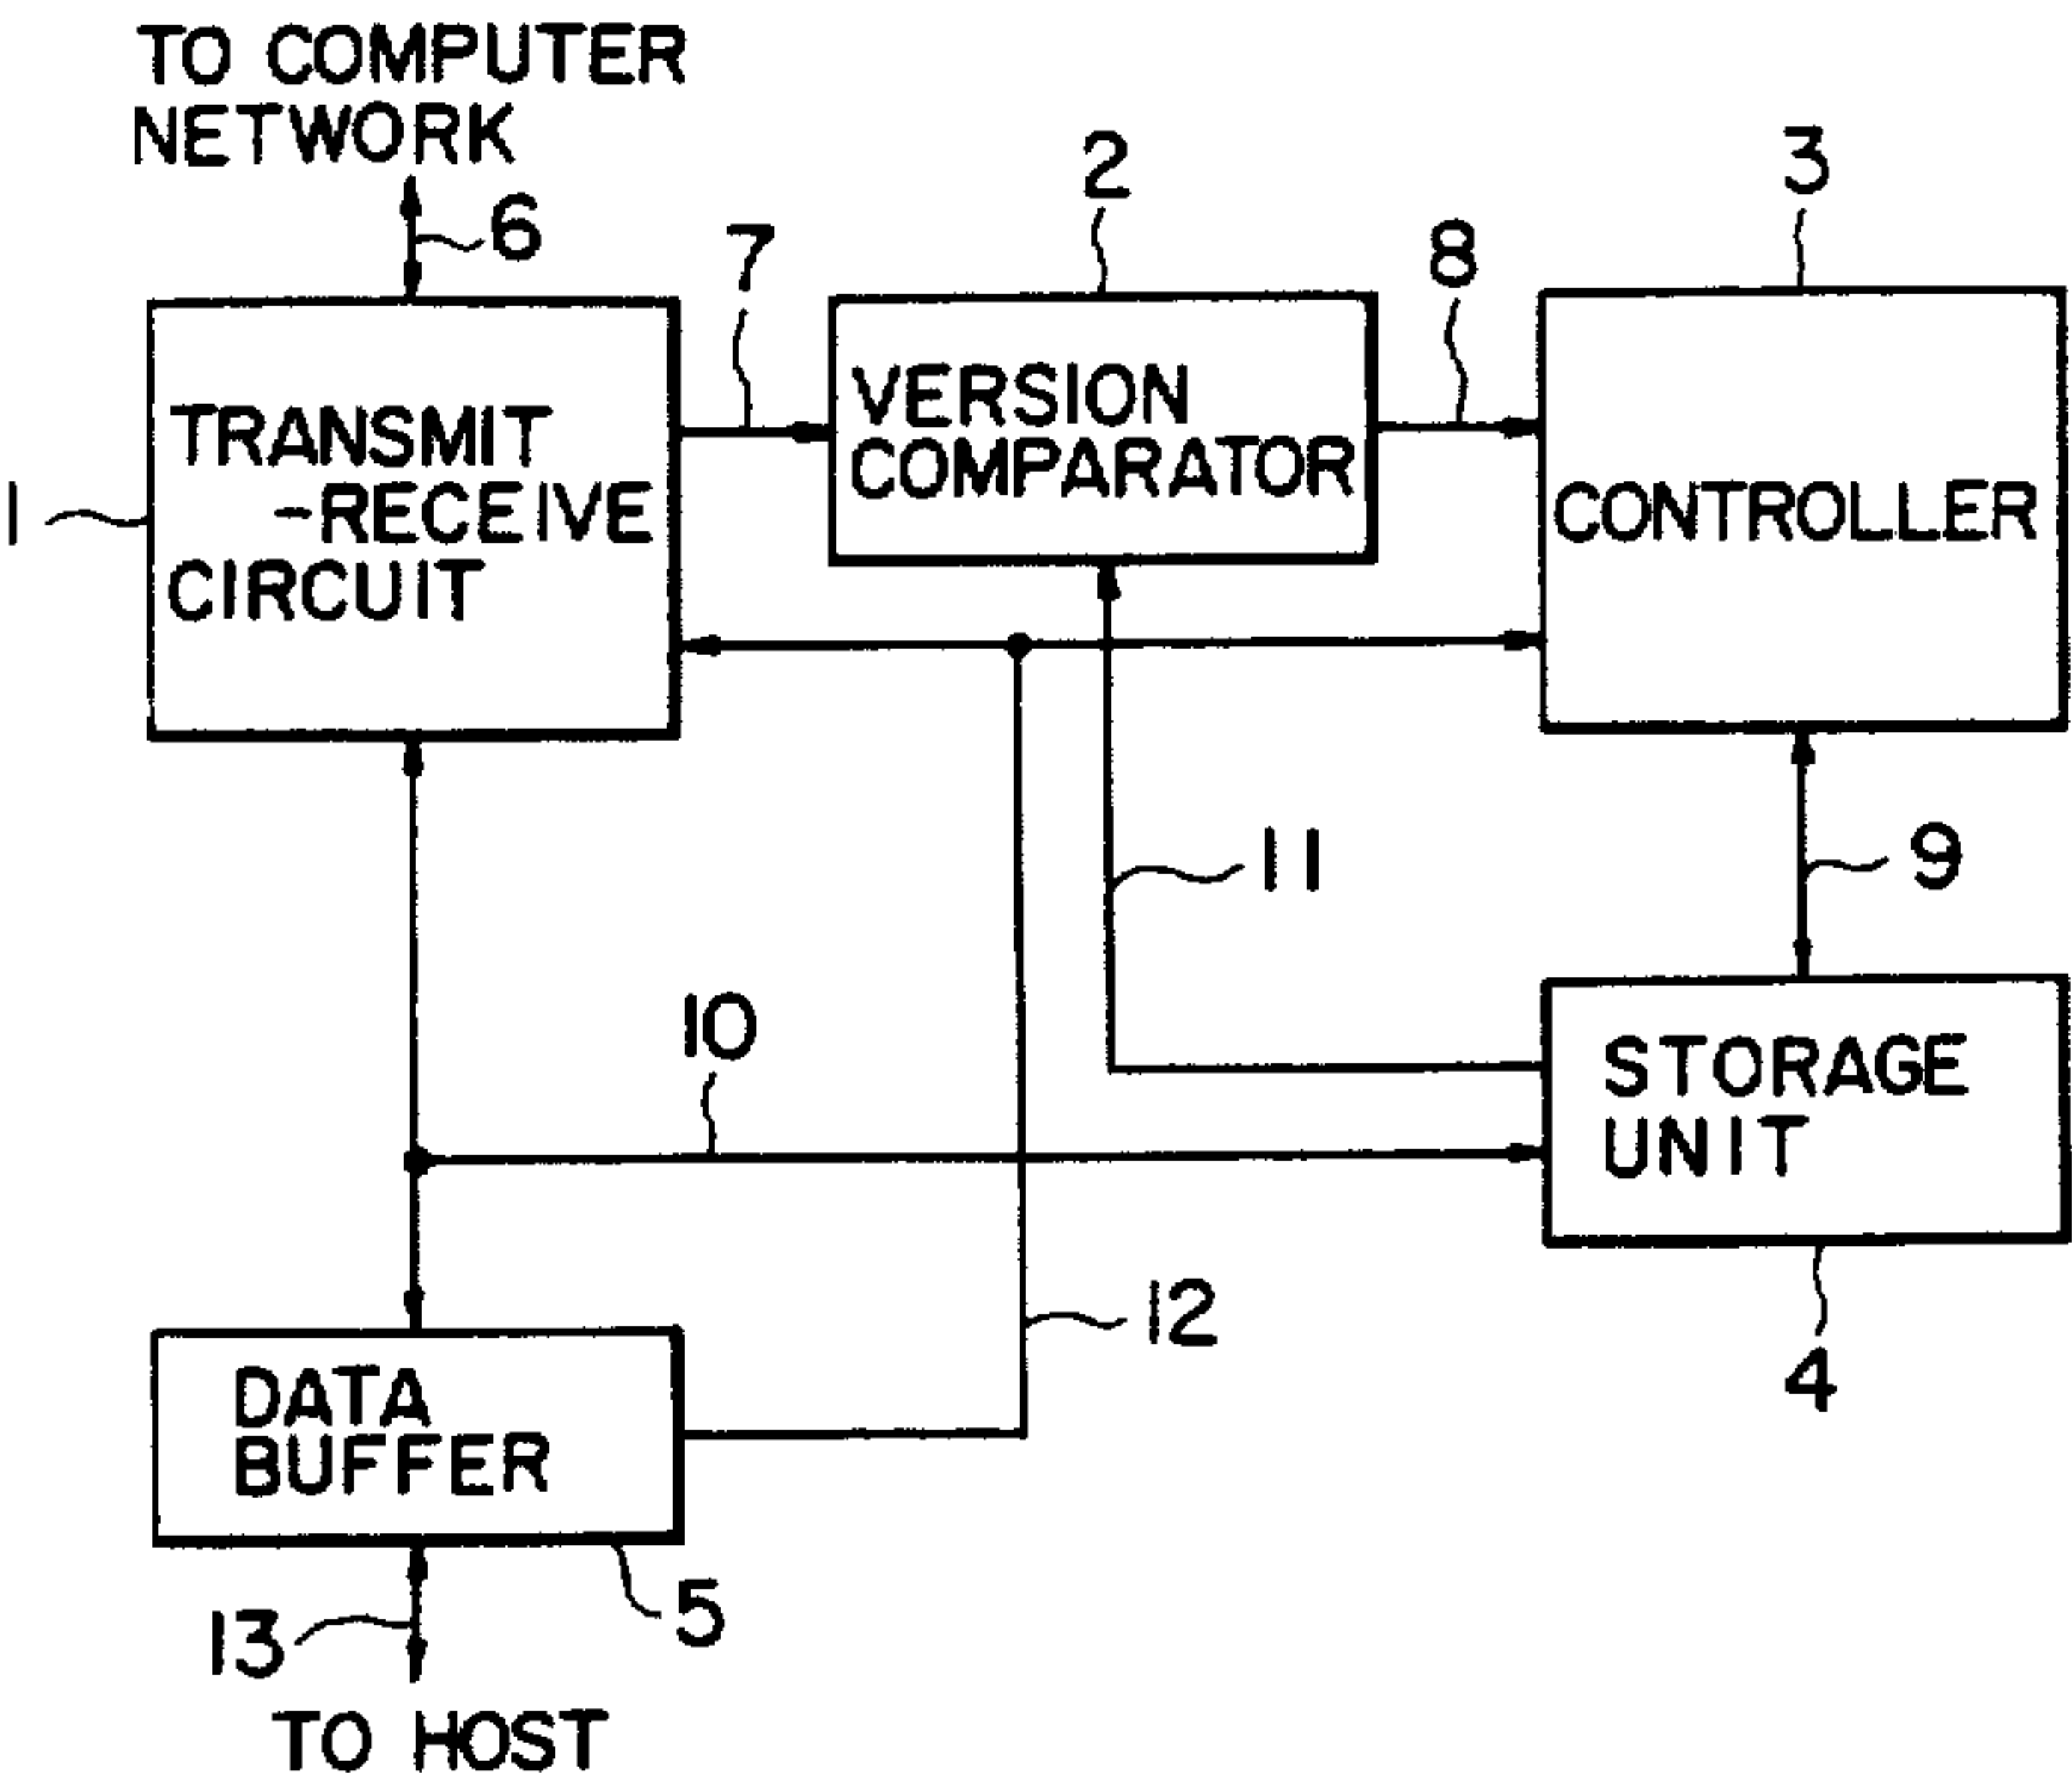 TO COMPUTER
NETWORK
6
7
2
8
3
1
TRANSMIT
-RECEIVE
CIRCUIT
VERSION
COMPARATOR
CONTROLLER
11
9
10
STORAGE
UNIT
12
4
DATA
BUFFER
5
13
TO HOST